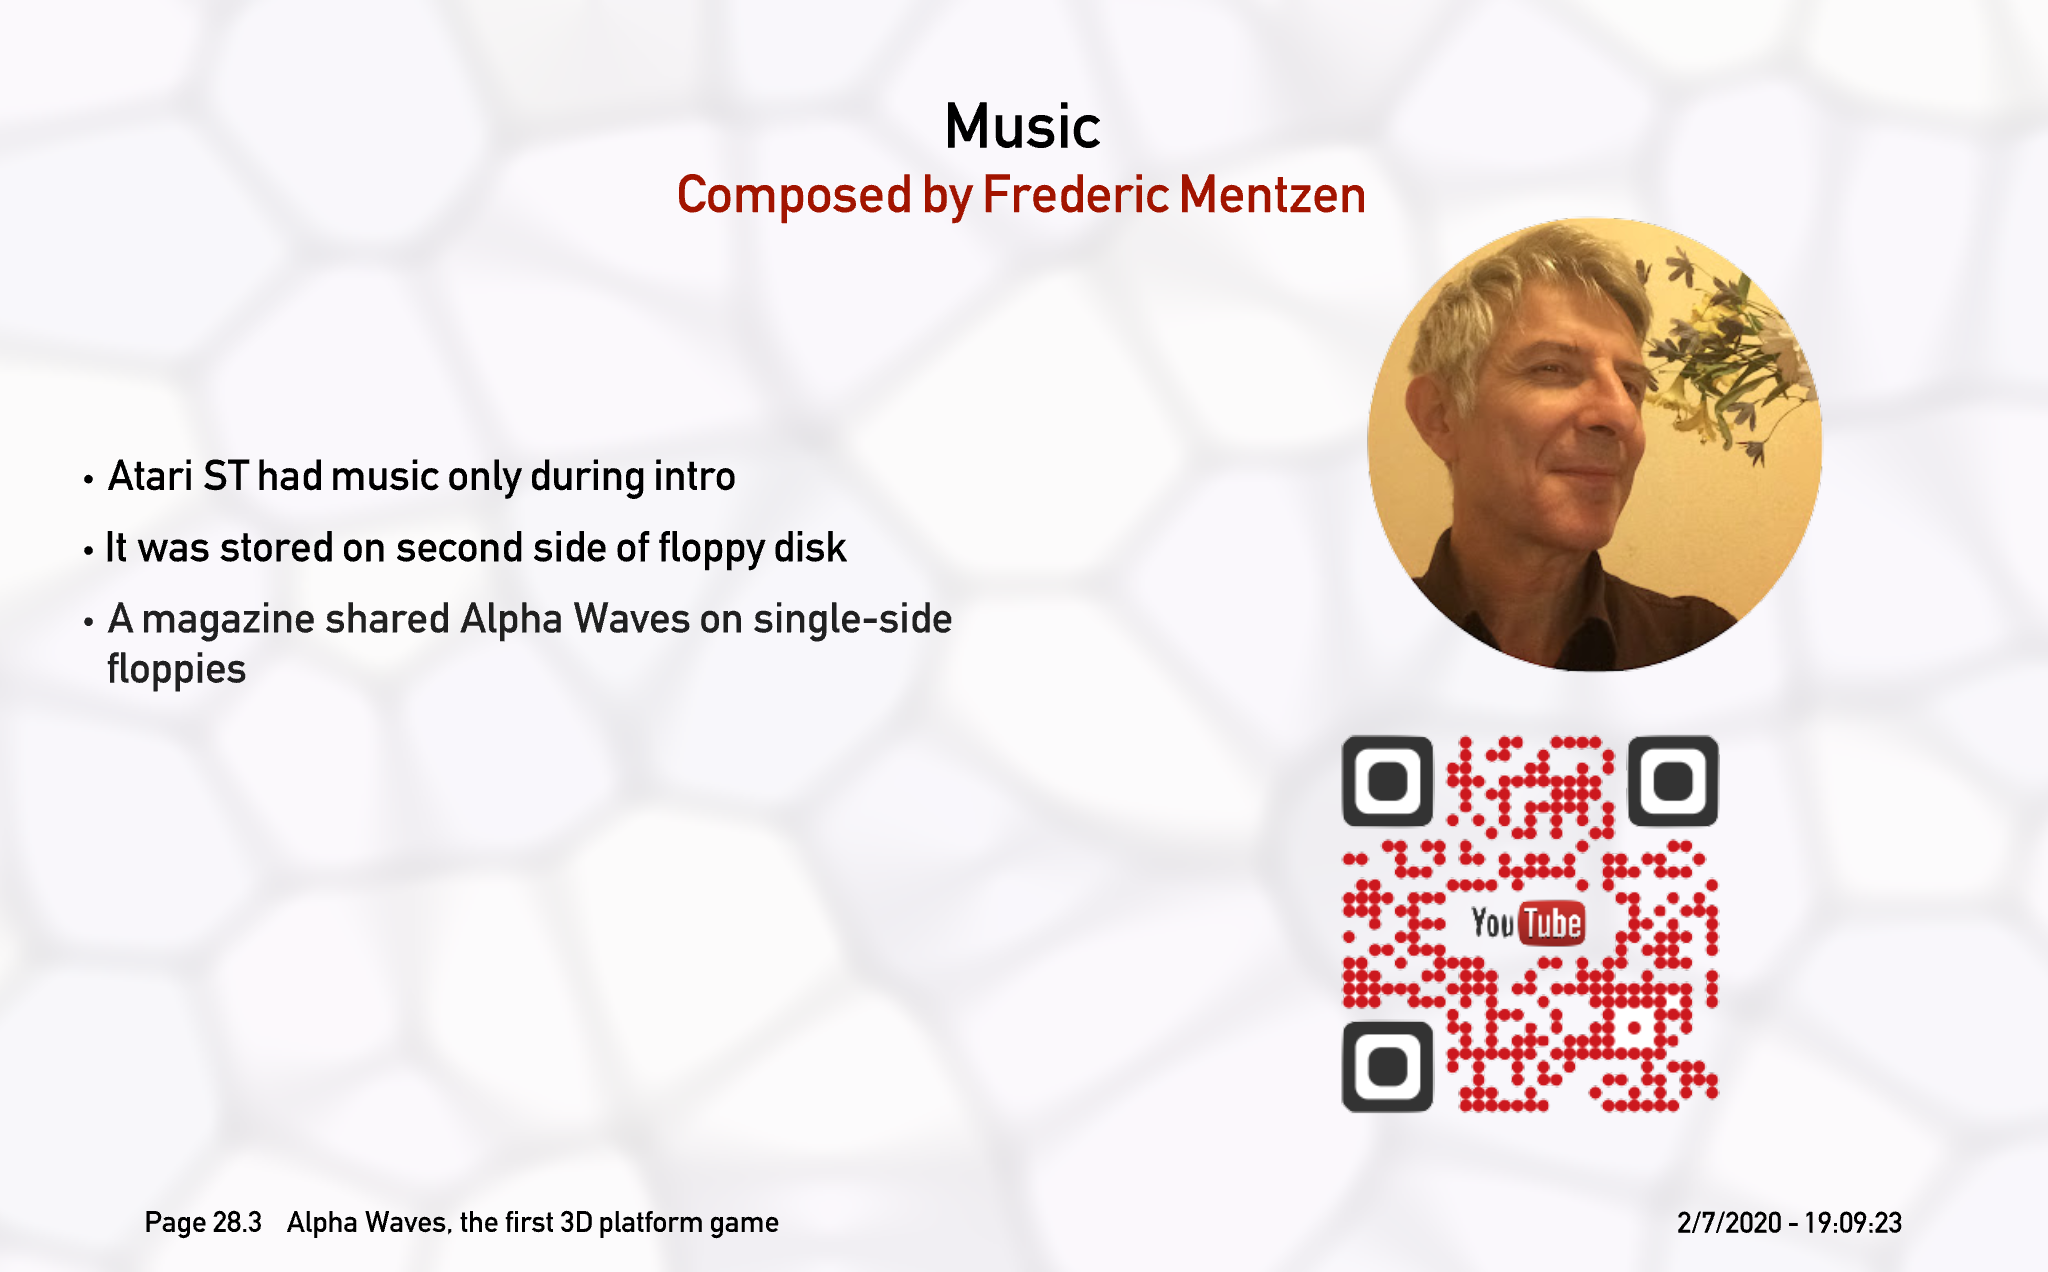 Music
Composed by Frederic Mentzen
• Atari ST had music only during intro
• It was stored on second side of floppy disk
• A magazine shared Alpha Waves on single-side
floppies
YouTube
Page 28.3 Alpha Waves, the first 3D platform game
2/7/2020 - 19:09:23